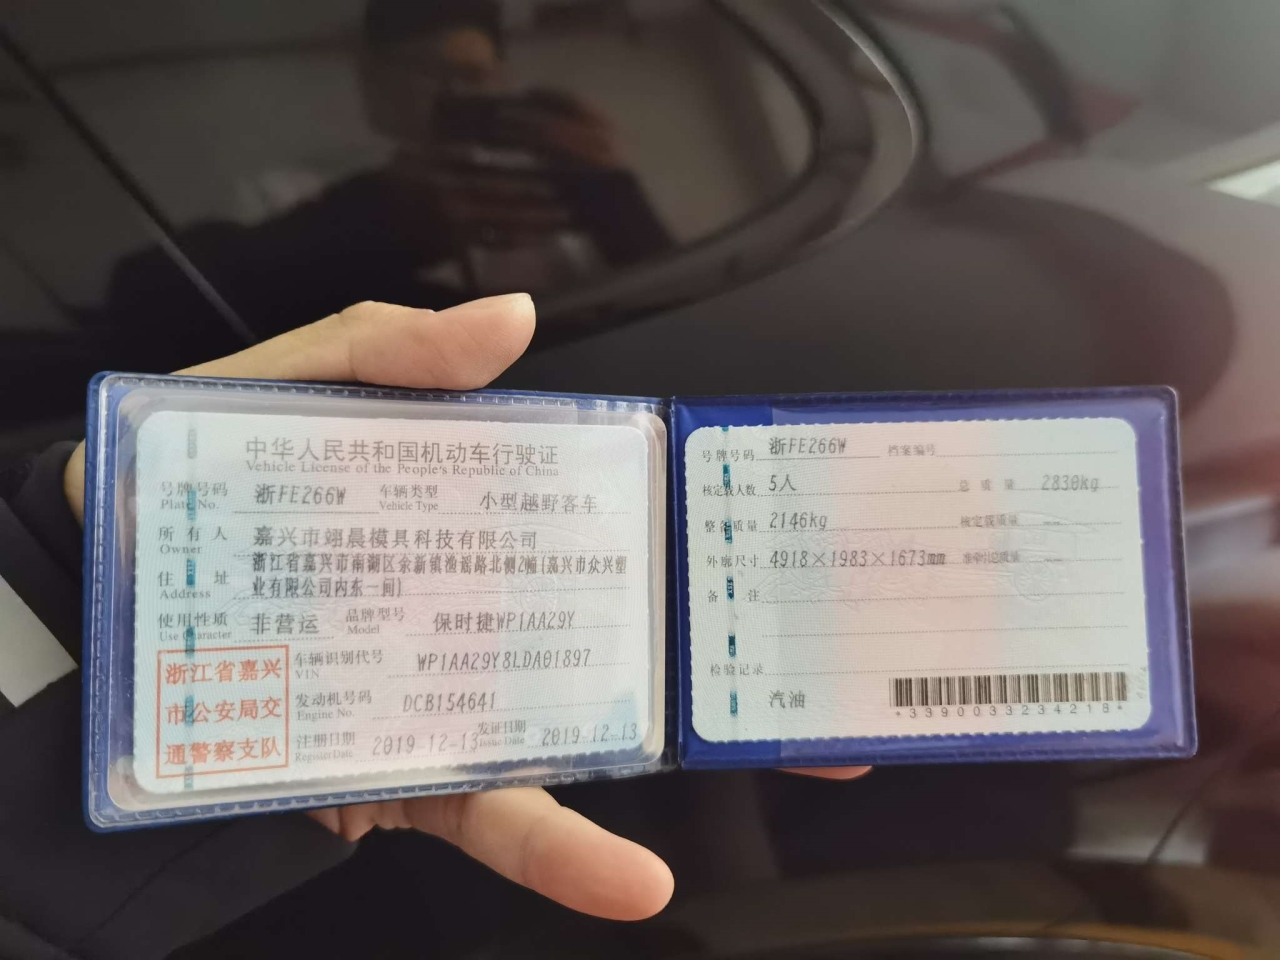 中华人民共和国机动车行驶证
Vehicle License of the People's Republic of China
号牌号码 浙FE266W 车辆类型 小型越野客车
Plate No. Vehicle Type
所有人 嘉兴市翊晨模具科技有限公司
Owner
住址 浙江省嘉兴市南湖区余新镇渔遥路北侧2幢(嘉兴市众兴塑
Address 业有限公司内东一间)
使用性质 非营运 品牌型号 保时捷WP1AA29Y
Use Character Model
浙江省嘉兴
市公安局交
通警察支队
车辆识别代号 WP1AA29Y8LDA01897
VIN
发动机号码 DCB154641
Engine No.
注册日期 2019-12-13 发证日期 2019-12-13
Register Date Issue Date
号牌号码 浙FE266W 档案编号
核定载人数 5人 总质量 2830kg
整备质量 2146kg 核定载质量 --
外廓尺寸 4918×1983×1673mm 准牵引总质量 --
备注
检验记录
汽油
*3390033234218*